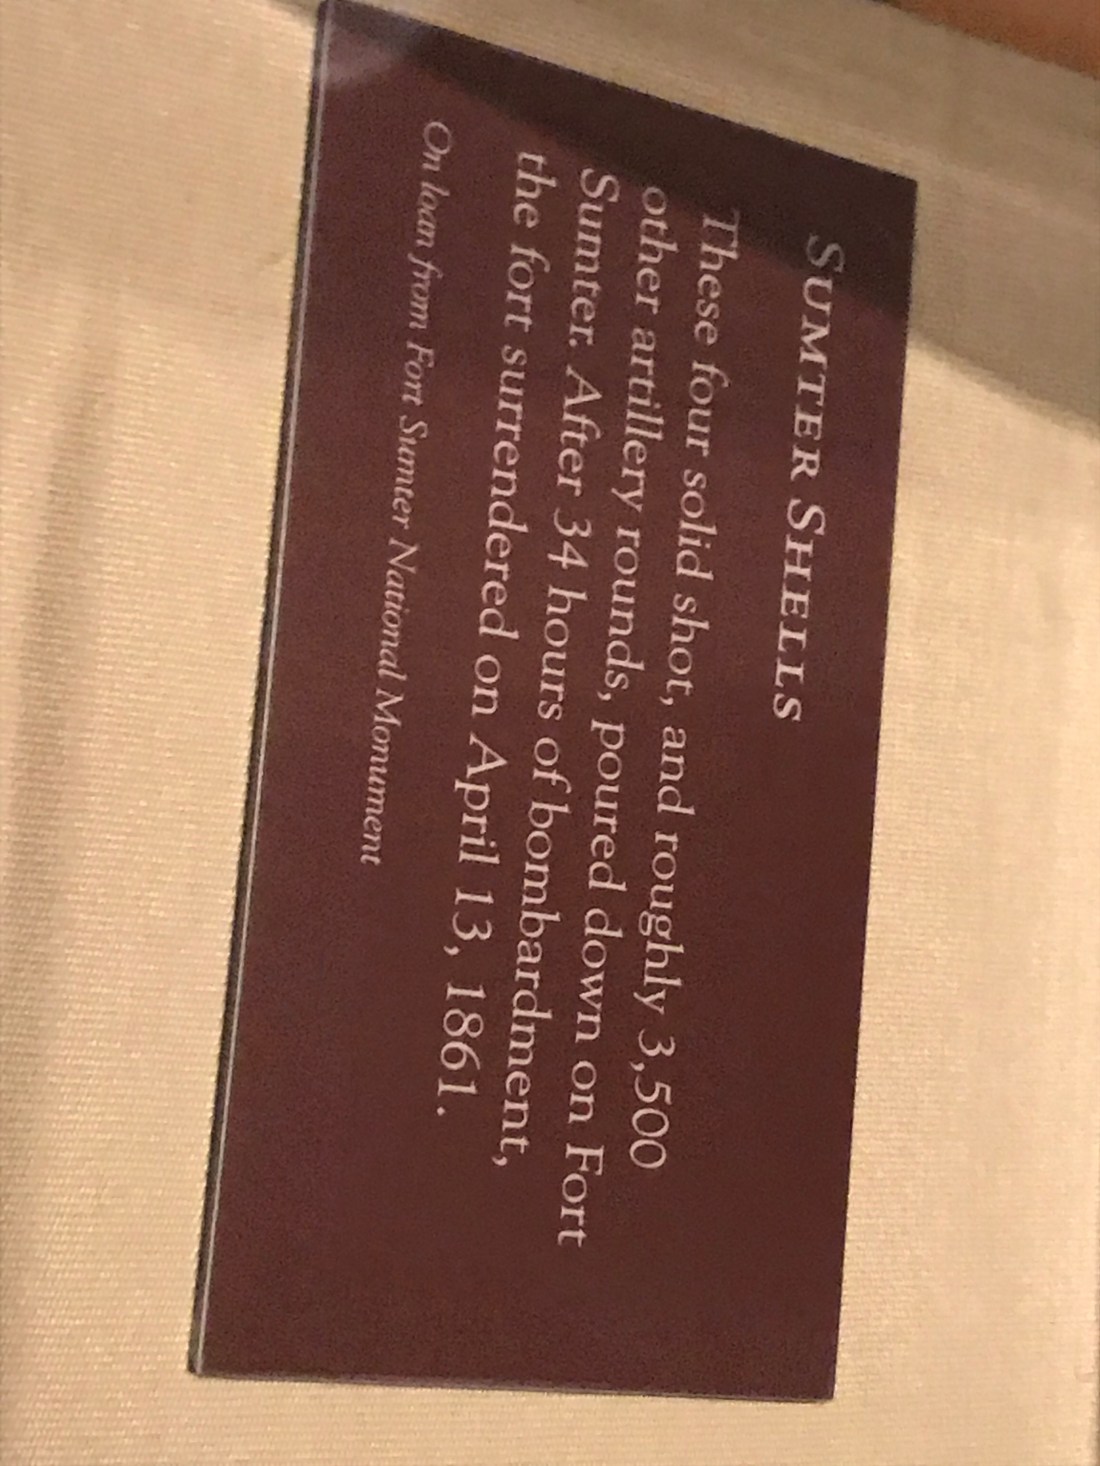 SUMTER SHELLS
These four solid shot, and roughly 3,500
other artillery rounds, poured down on Fort
Sumter. After 34 hours of bombardment,
the fort surrendered on April 13, 1861.
On loan from Fort Sumter National Monument